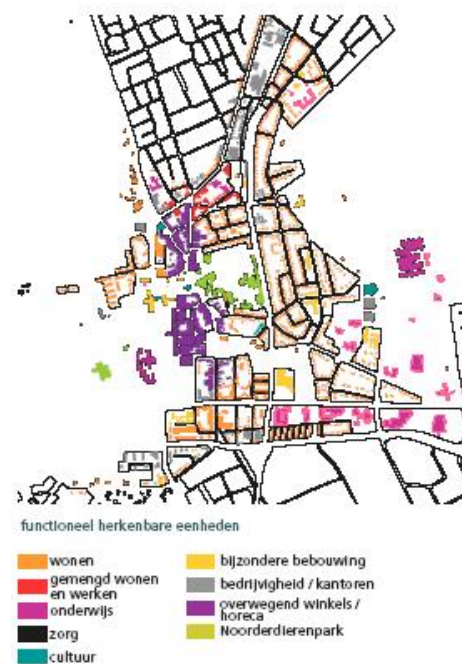 functioneel herkenbare eenheden
wonen
gemengd wonen
en werken
onderwijs
zorg
cultuur
bijzondere bebouwing
bedrijvigheid / kantoren
overwegend winkels /
horeca
Noorderdierenpark